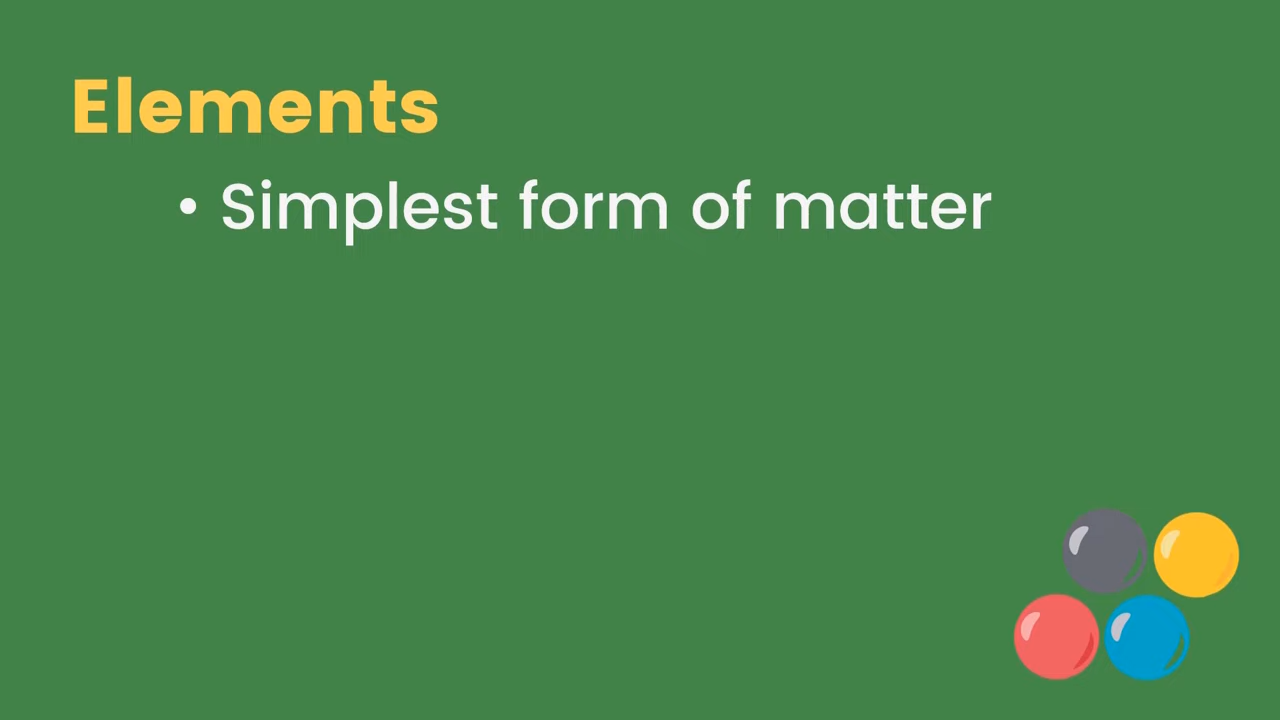 Elements
• Simplest form of matter